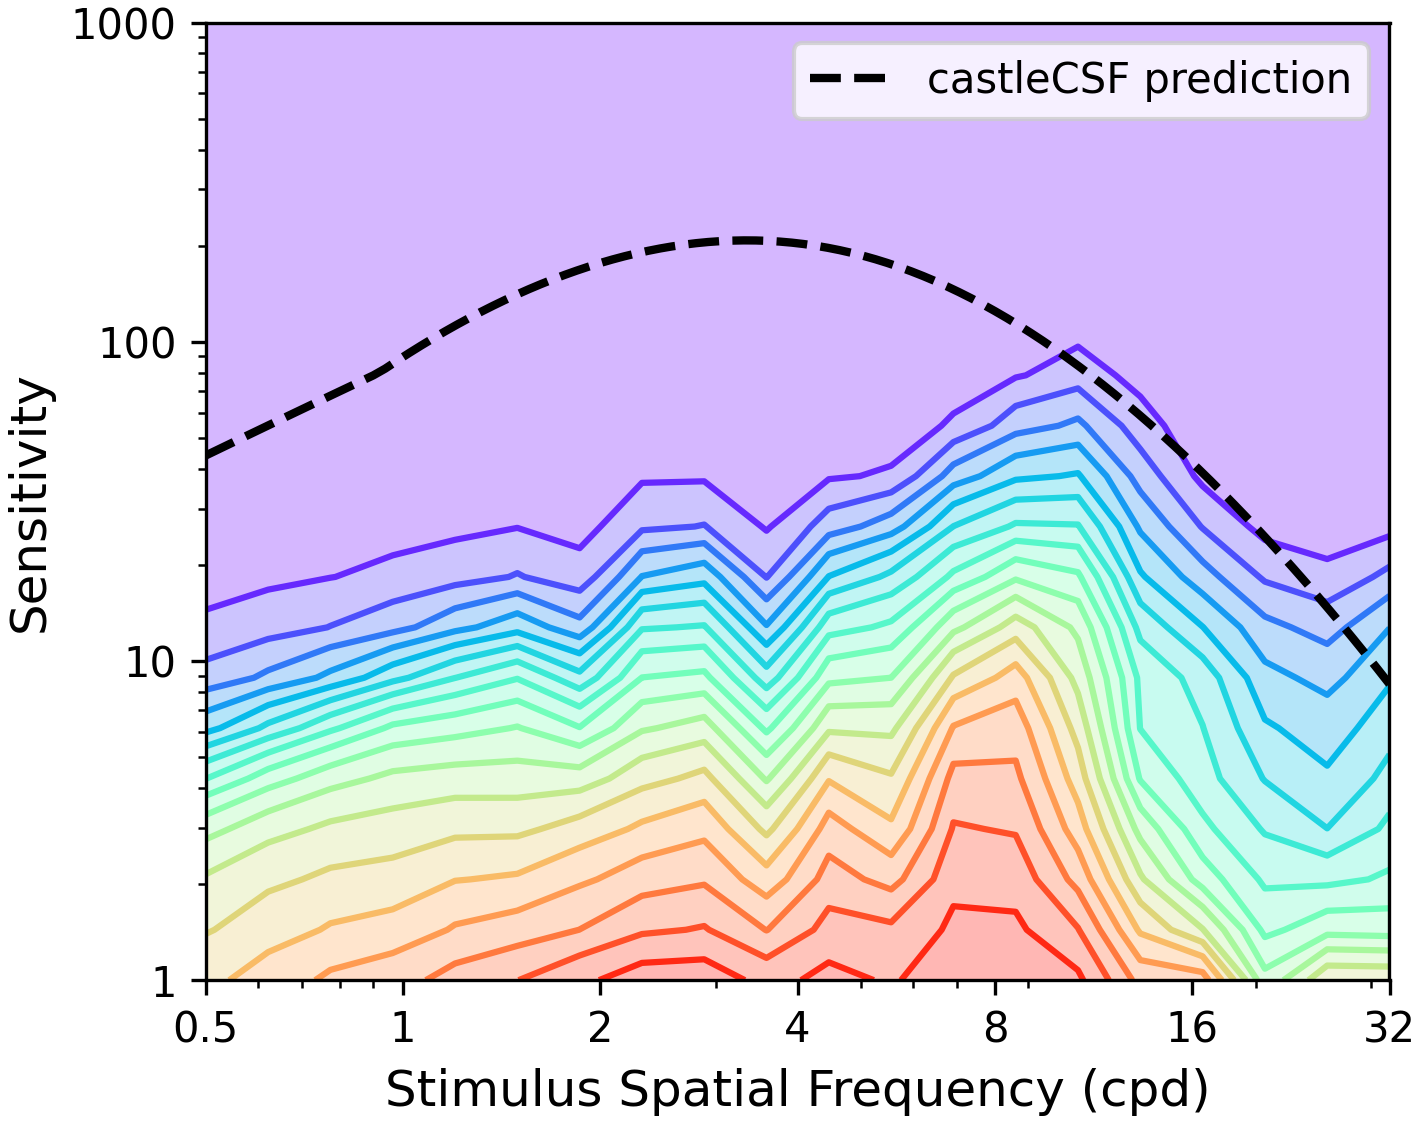 1000
100
10
1
Sensitivity
castleCSF prediction
0.5 1 2 4 8 16 32
Stimulus Spatial Frequency (cpd)